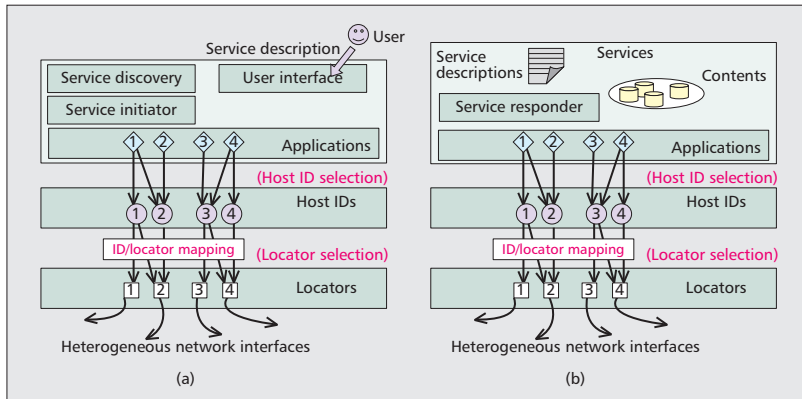 User
Service description
Service discovery
User interface
Service initiator
1 2 3 4
Applications
(Host ID selection)
Host IDs
1 2 3 4
ID/locator mapping
(Locator selection)
1 2 3 4
Locators
Heterogeneous network interfaces
(a)
Service
descriptions
Services
Contents
Service responder
1 2 3 4
Applications
(Host ID selection)
Host IDs
1 2 3 4
ID/locator mapping
(Locator selection)
1 2 3 4
Locators
Heterogeneous network interfaces
(b)